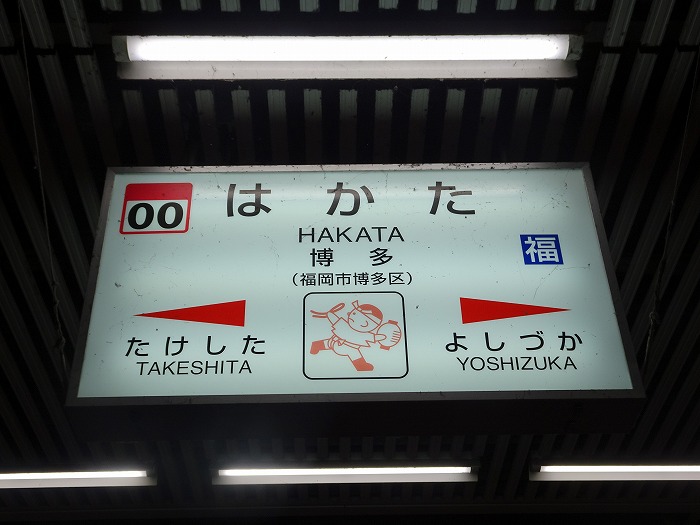 00
はかた
HAKATA
博多
福
(福岡市博多区)
たけした
TAKESHITA
よしづか
YOSHIZUKA